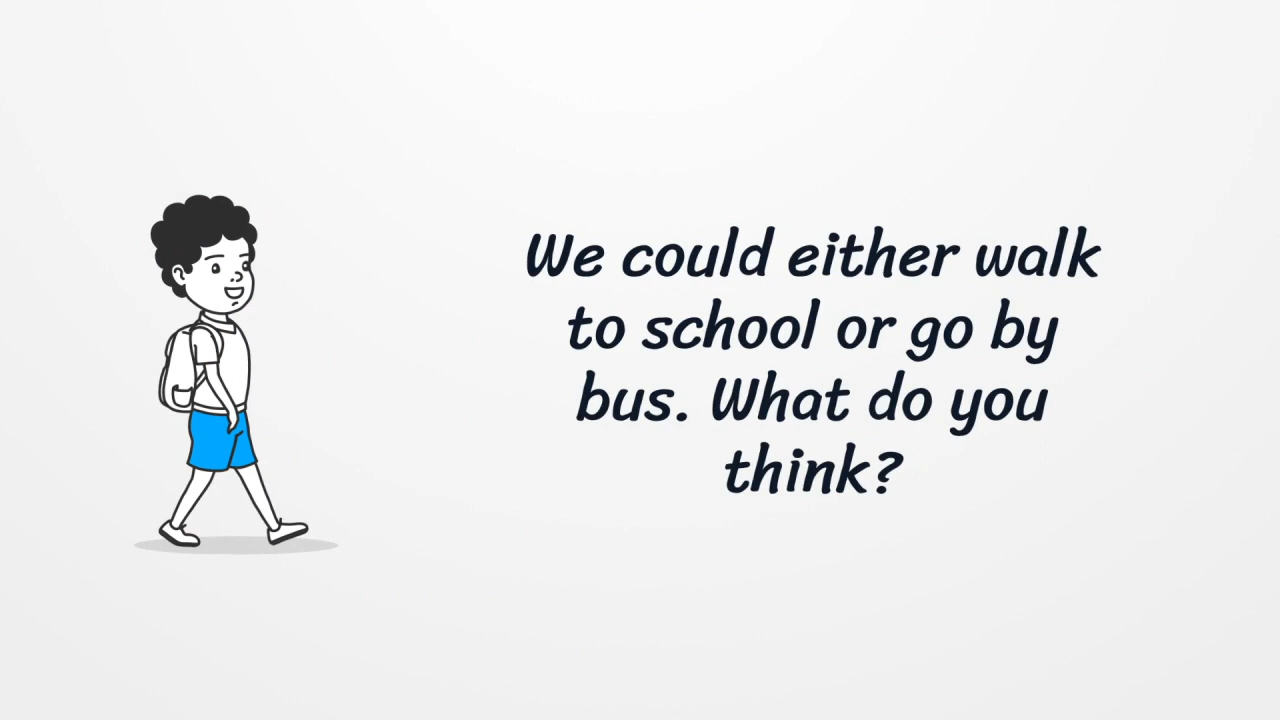 We could either walk
to school or go by
bus. What do you
think?